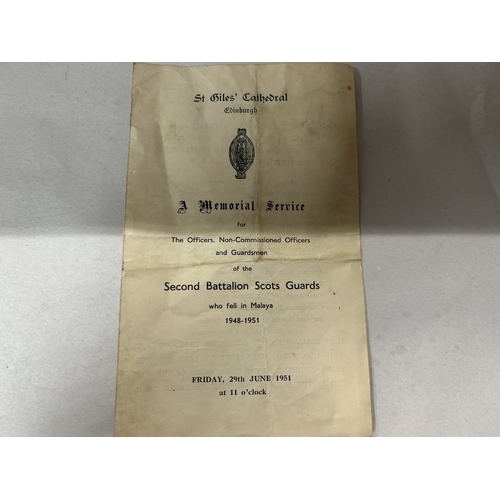 St Giles' Cathedral
Edinburgh
A Memorial Service
for
The Officers, Non-Commissioned Officers
and Guardsmen
of the
Second Battalion Scots Guards
who fell in Malaya
1948-1951
FRIDAY, 29th JUNE 1951
at 11 o'clock